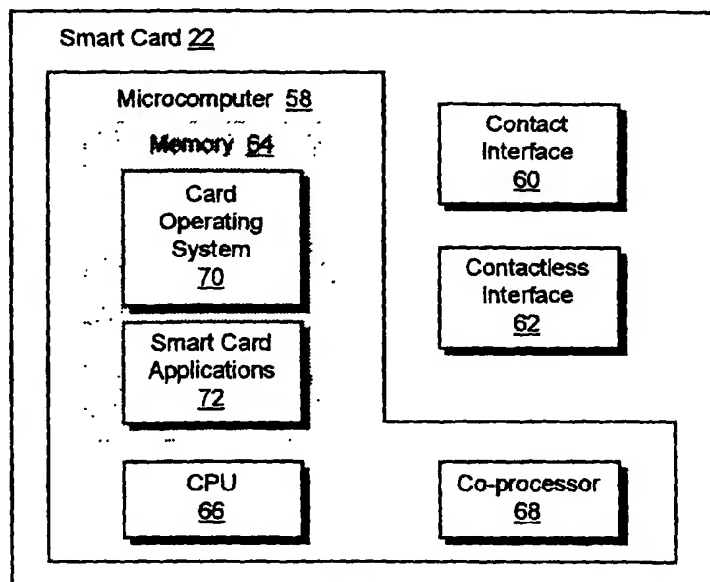 Smart Card 22
Microcomputer 58
Memory 64
Card
Operating
System
70
Smart Card
Applications
72
CPU
66
Contact
Interface
60
Contactless
Interface
62
Co-processor
68